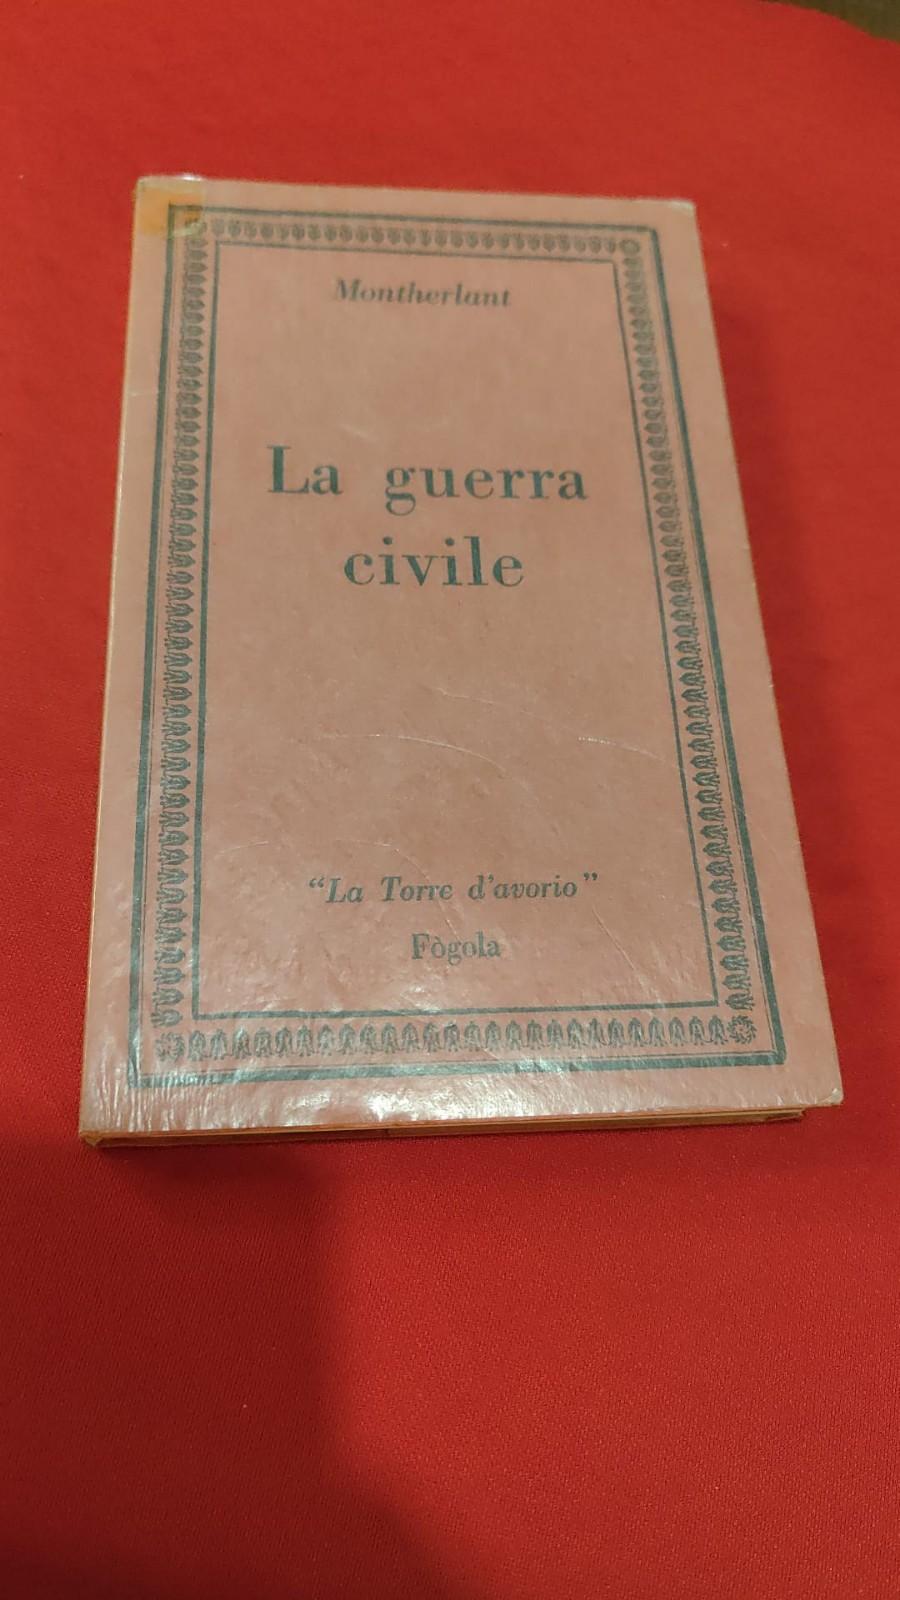 Montherlant
La guerra
civile
“La Torre d'avorio”
Fògola